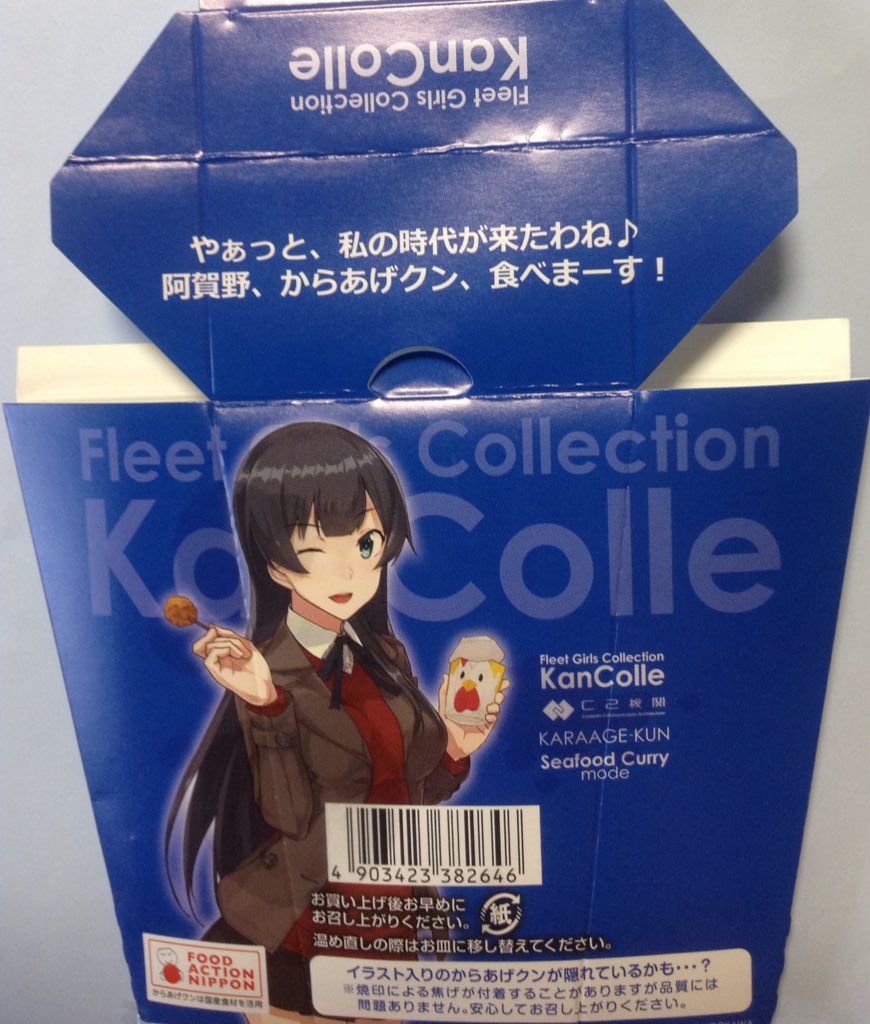 KanColle
Fleet Girls Collection
やぁっと、私の時代が来たわね♪
阿賀野、からあげクン、食べまーす！
Fleet Girls Collection
KanColle
Fleet Girls Collection
KanColle
C2機関
KARAAGE-KUN
Seafood Curry
mode
4 903423 382646
お買い上げ後お早めに
お召し上がりください。
紙
温め直しの際はお皿に移し替えてください。
FOOD
ACTION
NIPPON
からあげクンは国産食材を活用
イラスト入りのからあげクンが隠れているかも･･･？
※焼印による焦げが付着することがありますが品質には
問題ありません。安心してお召し上がりください。